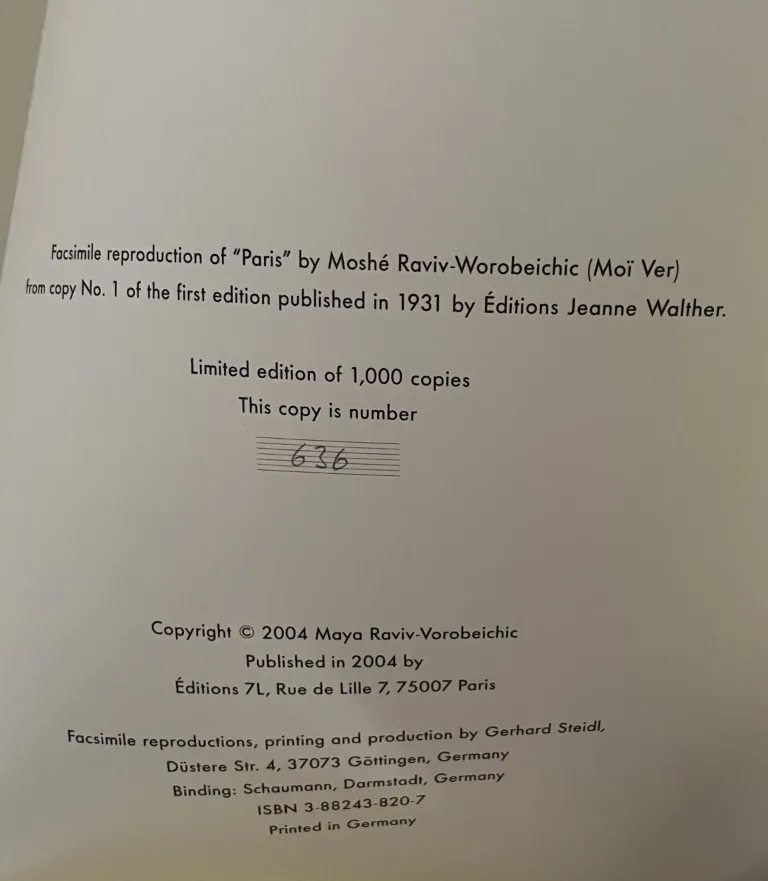 Facsimile reproduction of "Paris" by Moshé Raviv-Worobeichic (Moï Ver)
from copy No. 1 of the first edition published in 1931 by Éditions Jeanne Walther.
Limited edition of 1,000 copies
This copy is number
636
Copyright © 2004 Maya Raviv-Vorobeichic
Published in 2004 by
Éditions 7L, Rue de Lille 7, 75007 Paris
Facsimile reproductions, printing and production by Gerhard Steidl,
Düstere Str. 4, 37073 Göttingen, Germany
Binding: Schaumann, Darmstadt, Germany
ISBN 3-88243-820-7
Printed in Germany